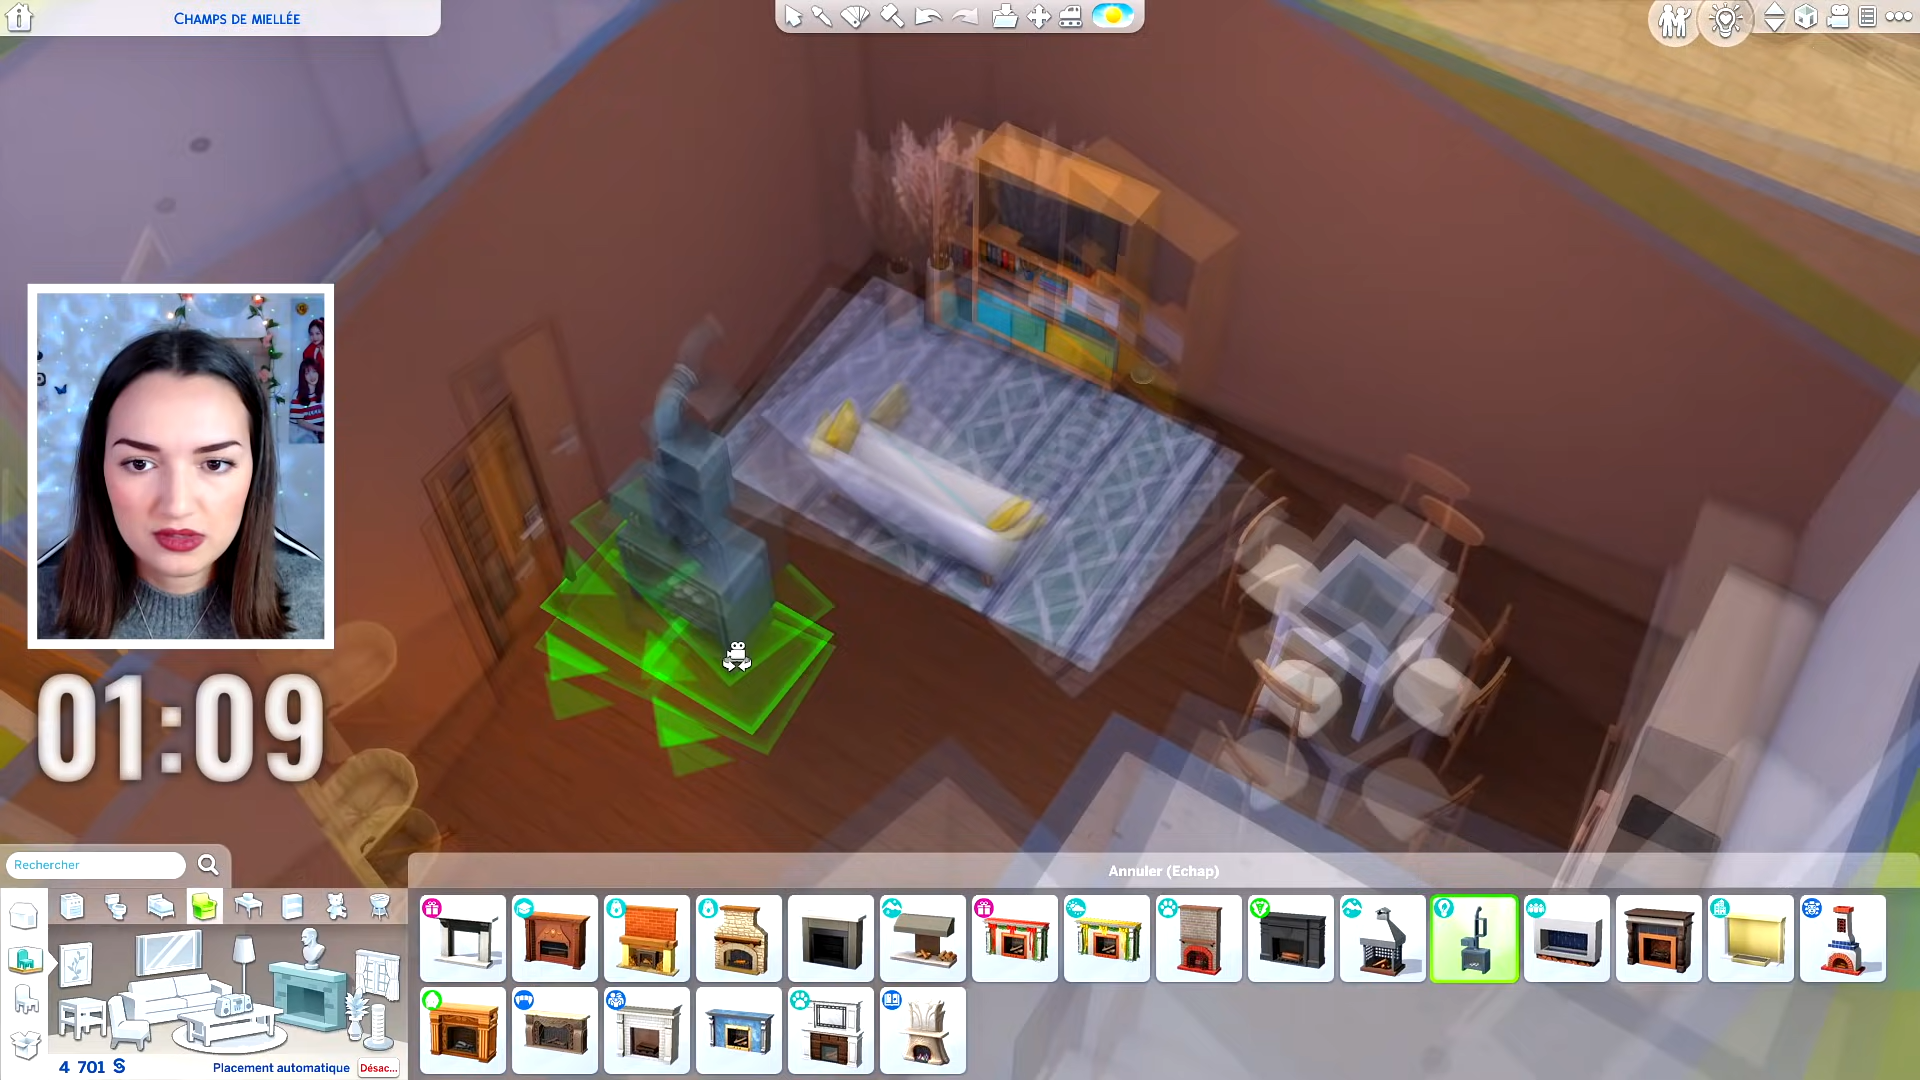 CHAMPS DE MIELLÉE
01:09
Rechercher
Annuler (Echap)
4 701 §
Placement automatique
Désac...